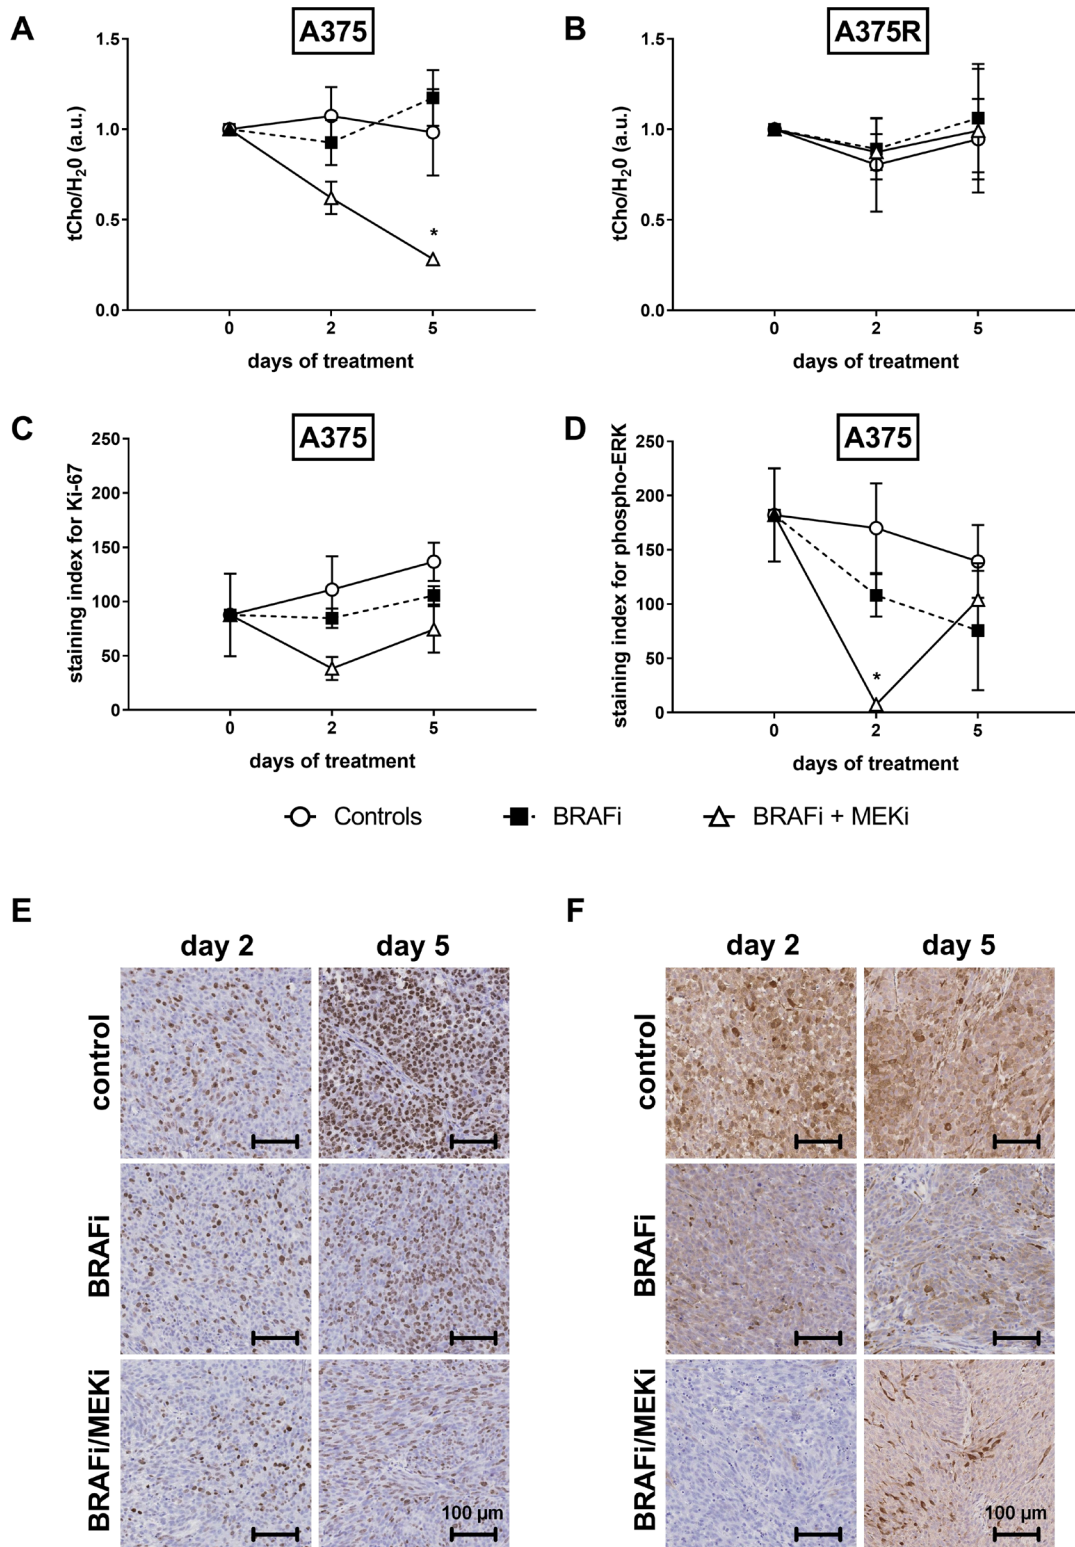 A
A375
1.5
1.0
0.5
0.0
tCho/H₂0 (a.u.)
*
0 2 5
days of treatment
B
A375R
1.5
1.0
0.5
0.0
tCho/H₂0 (a.u.)
0 2 5
days of treatment
C
A375
250
200
150
100
50
0
staining index for Ki-67
0 2 5
days of treatment
D
A375
250
200
150
100
50
0
staining index for phospho-ERK
*
0 2 5
days of treatment
Controls BRAFi BRAFi + MEKi
E
day 2 day 5
control
BRAFi
BRAFi/MEKi
100 µm
F
day 2 day 5
control
BRAFi
BRAFi/MEKi
100 µm